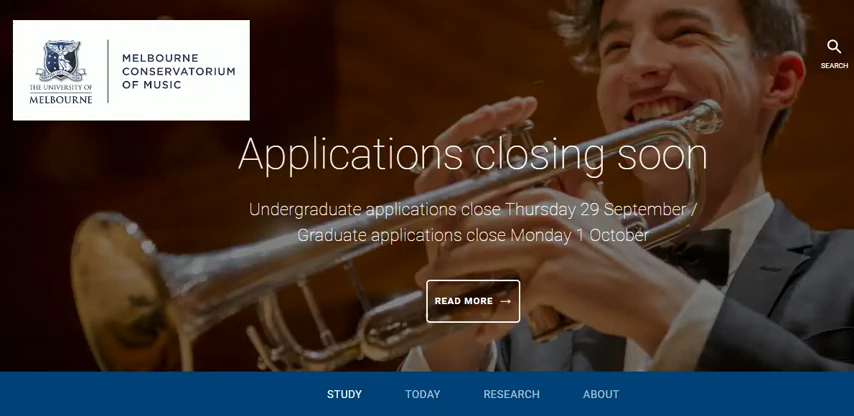 THE UNIVERSITY OF
MELBOURNE
MELBOURNE
CONSERVATORIUM
OF MUSIC
SEARCH
Applications closing soon
Undergraduate applications close Thursday 29 September /
Graduate applications close Monday 1 October
READ MORE →
STUDY TODAY RESEARCH ABOUT